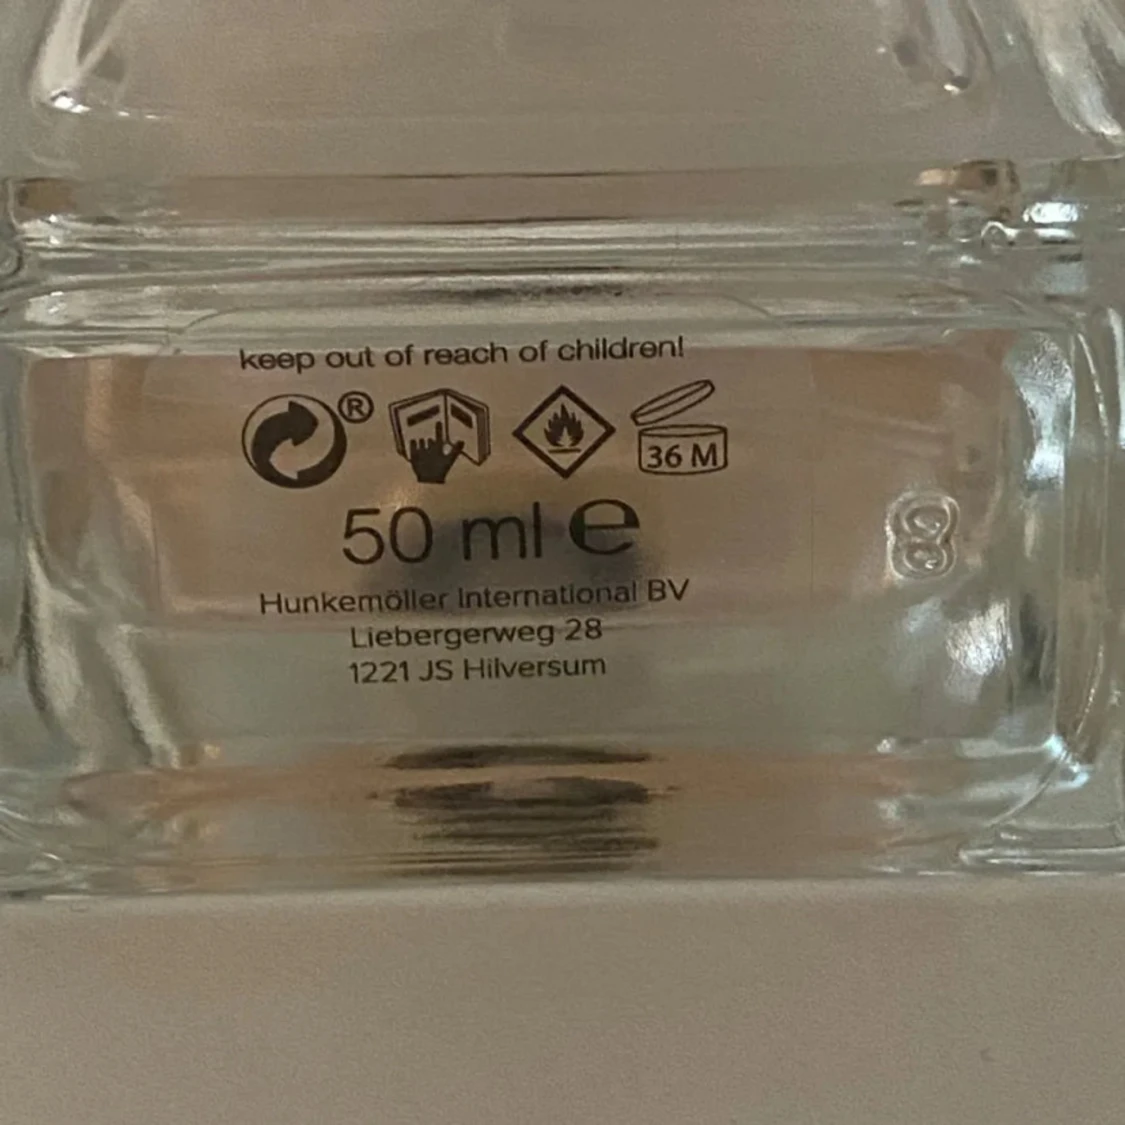 keep out of reach of children!
®
36 M
50 ml e
Hunkemöller International BV
Liebergerweg 28
1221 JS Hilversum